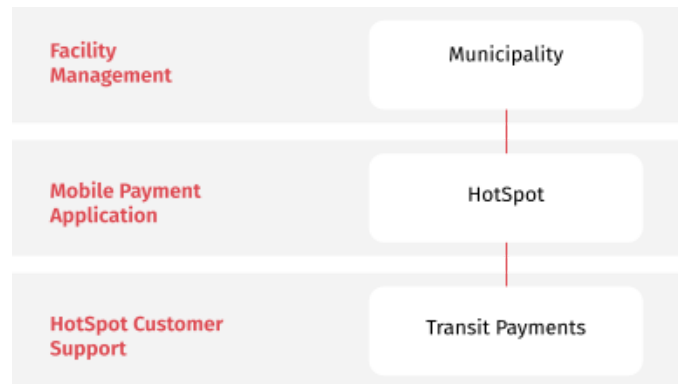 Facility
Management
Municipality
Mobile Payment
Application
HotSpot
HotSpot Customer
Support
Transit Payments